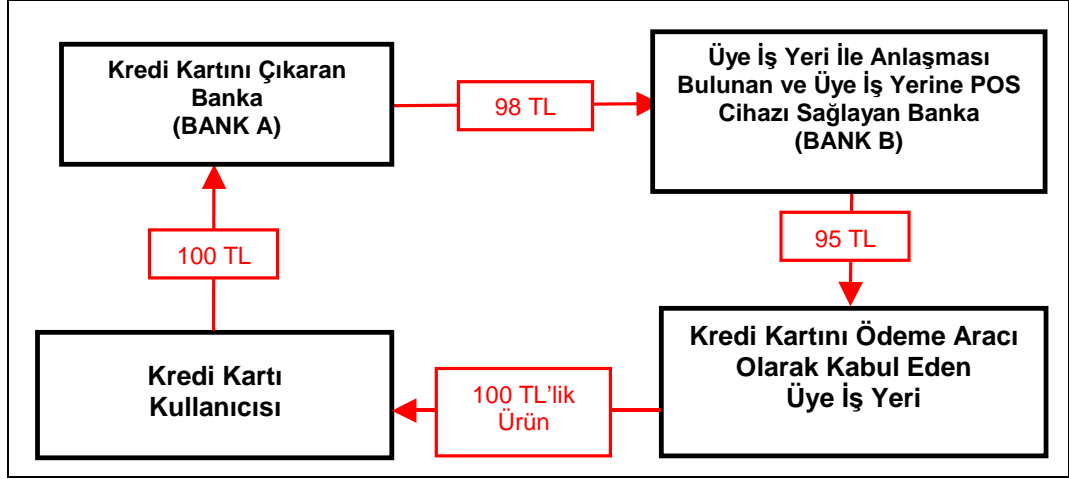 Kredi Kartını Çıkaran
Banka
(BANK A)
98 TL
Üye İş Yeri İle Anlaşması
Bulunan ve Üye İş Yerine POS
Cihazı Sağlayan Banka
(BANK B)
100 TL
95 TL
Kredi Kartı
Kullanıcısı
100 TL’lik
Ürün
Kredi Kartını Ödeme Aracı
Olarak Kabul Eden
Üye İş Yeri